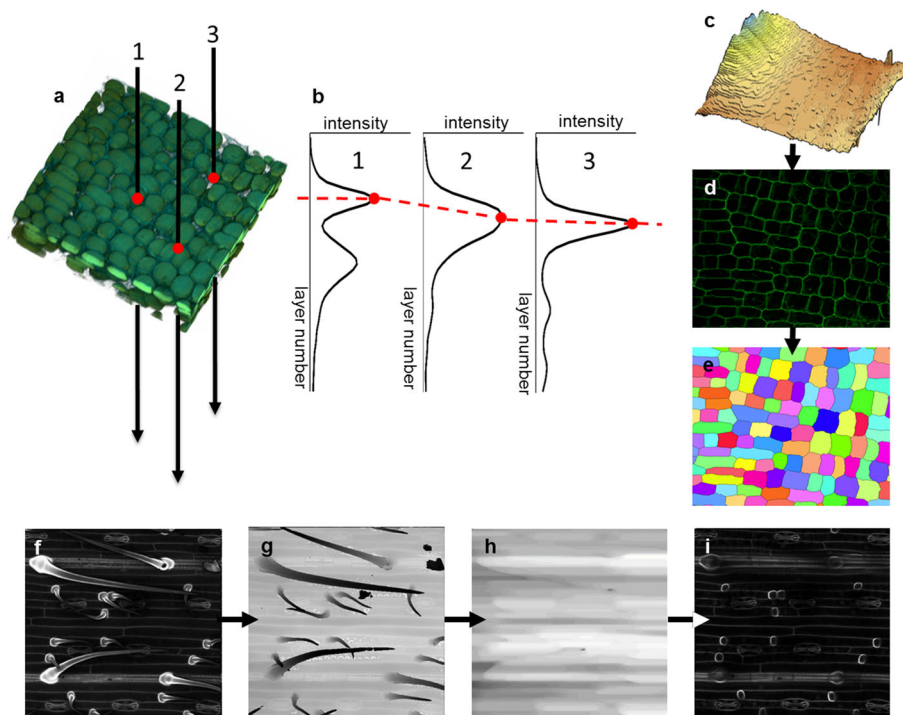 a
1
2
3
b
intensity
intensity
intensity
1
2
3
layer number
layer number
layer number
c
d
e
f
g
h
i